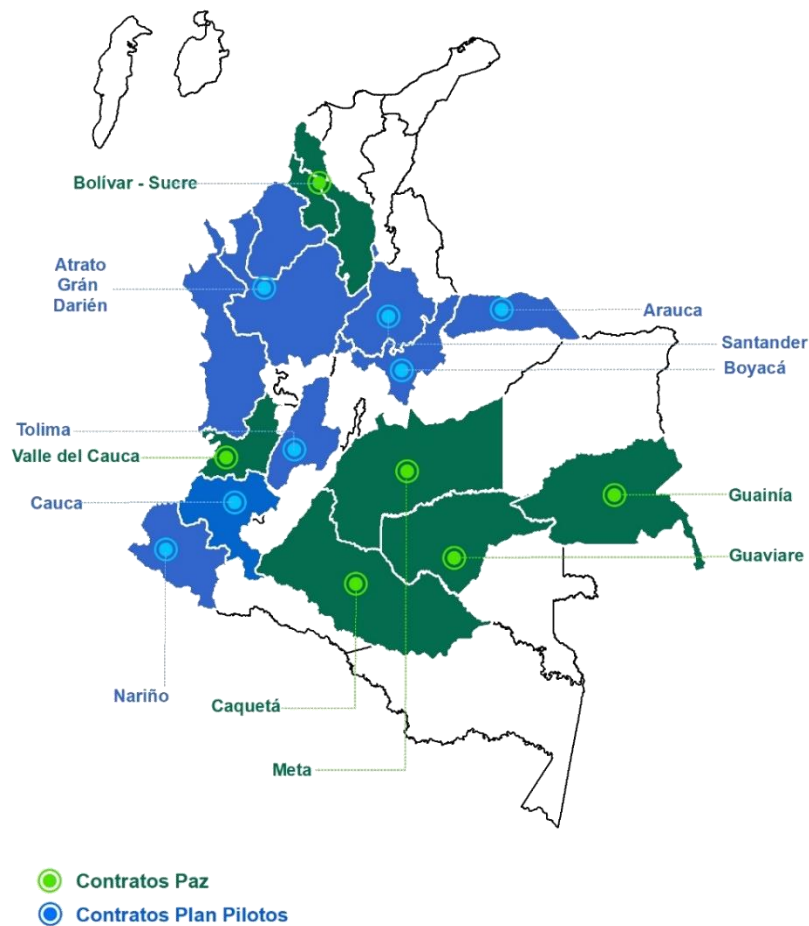 Bolívar - Sucre
Atrato
Grán
Darién
Arauca
Santander
Boyacá
Tolima
Valle del Cauca
Cauca
Guainía
Guaviare
Nariño
Caquetá
Meta
Contratos Paz
Contratos Plan Pilotos